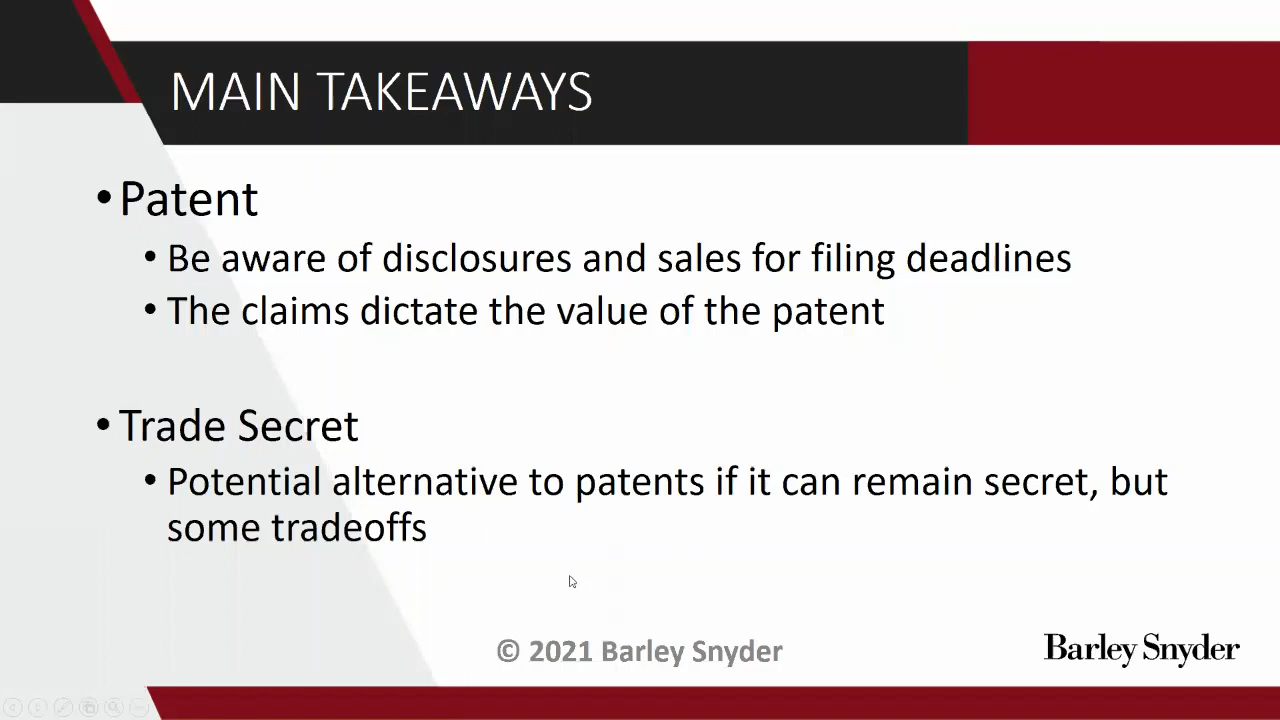 MAIN TAKEAWAYS
•Patent
• Be aware of disclosures and sales for filing deadlines
• The claims dictate the value of the patent
• Trade Secret
• Potential alternative to patents if it can remain secret, but
some tradeoffs
© 2021 Barley Snyder
Barley Snyder